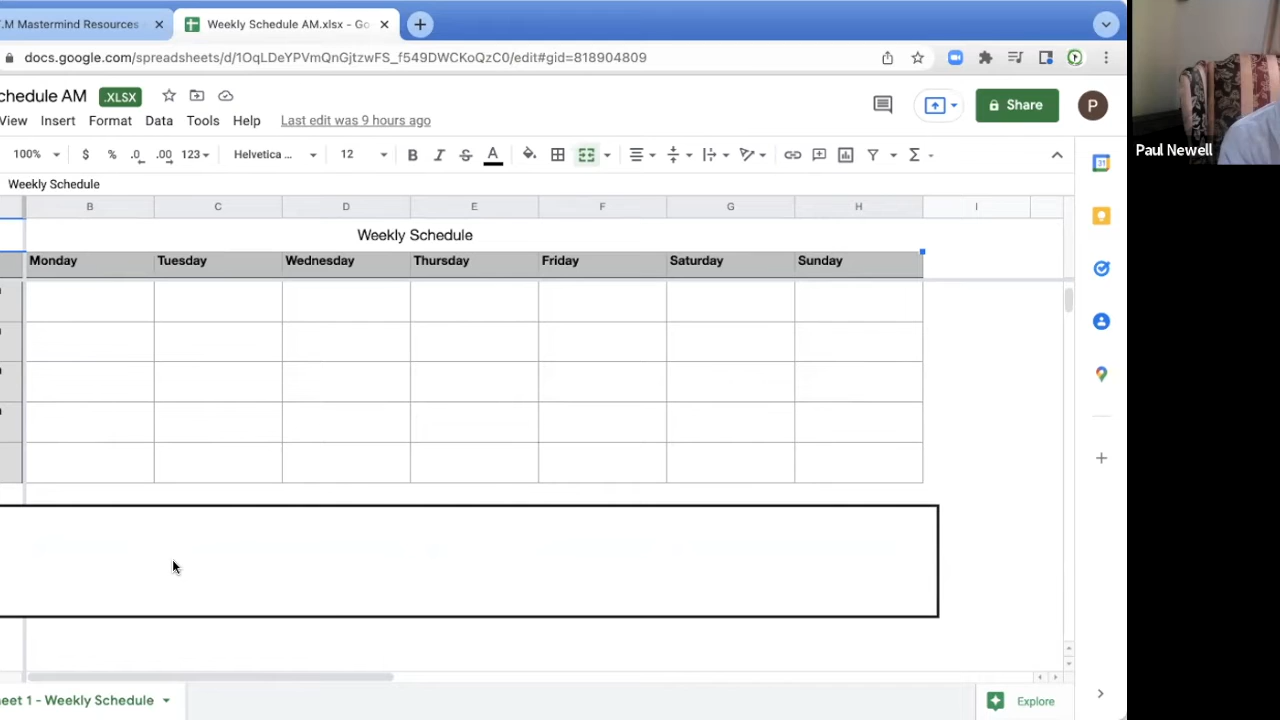 .M Mastermind Resources
Weekly Schedule AM.xlsx - Go
docs.google.com/spreadsheets/d/1OqLDeYPVmQnGjtzwFS_f549DWCKoQzC0/edit#gid=818904809
chedule AM .XLSX
Share
P
View Insert Format Data Tools Help Last edit was 9 hours ago
100% $ % .0 .00 123 Helvetica ... 12 B I S A Σ
Weekly Schedule
B C D E F G H I
Weekly Schedule
Monday Tuesday Wednesday Thursday Friday Saturday Sunday
eet 1 - Weekly Schedule
Explore
31
Paul Newell